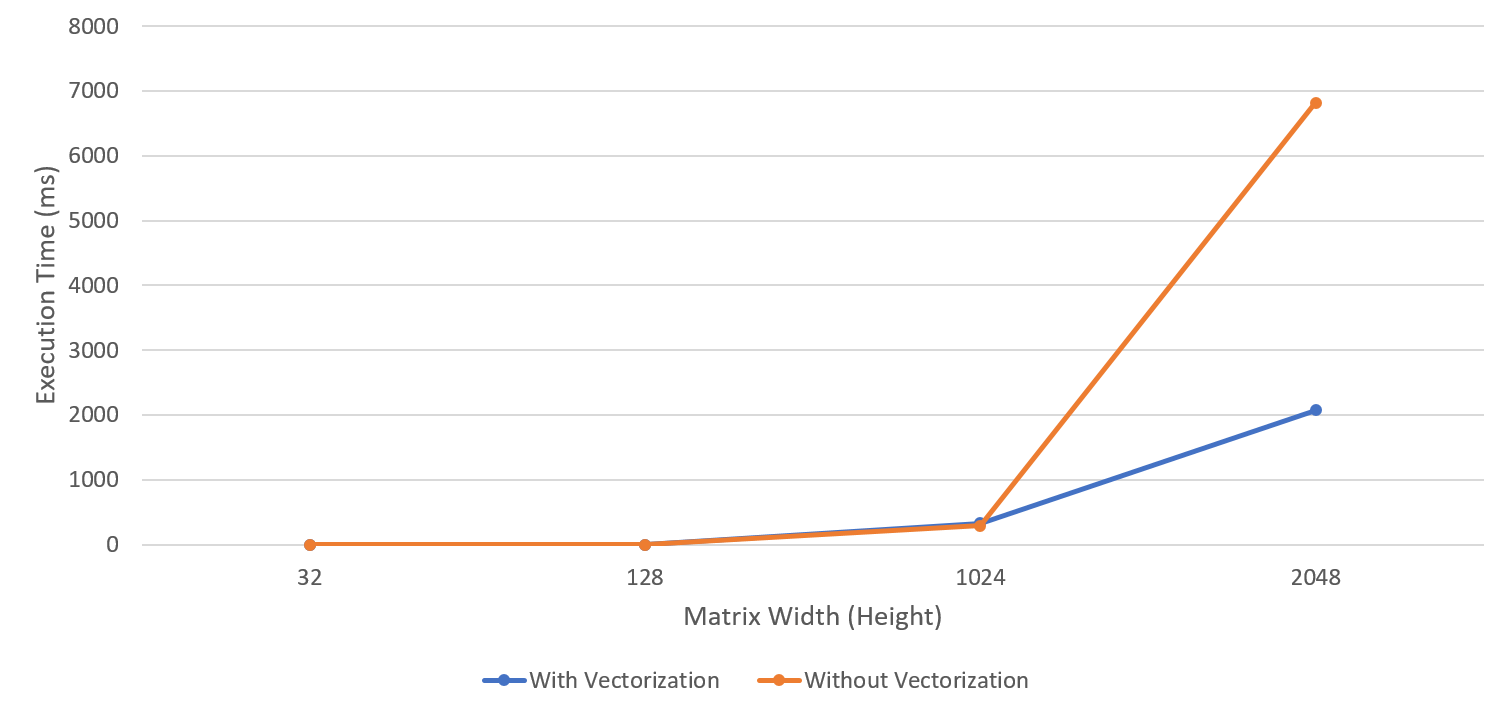 8000
7000
6000
5000
4000
3000
2000
1000
0
Execution Time (ms)
32 128 1024 2048
Matrix Width (Height)
With Vectorization Without Vectorization